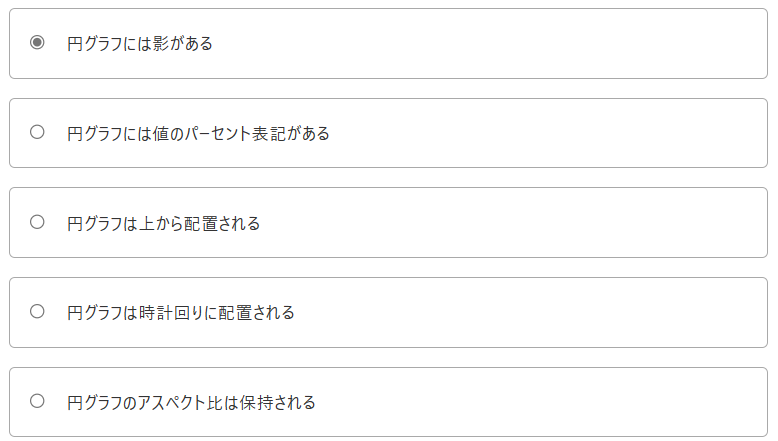 円グラフには影がある
円グラフには値のパーセント表記がある
円グラフは上から配置される
円グラフは時計回りに配置される
円グラフのアスペクト比は保持される